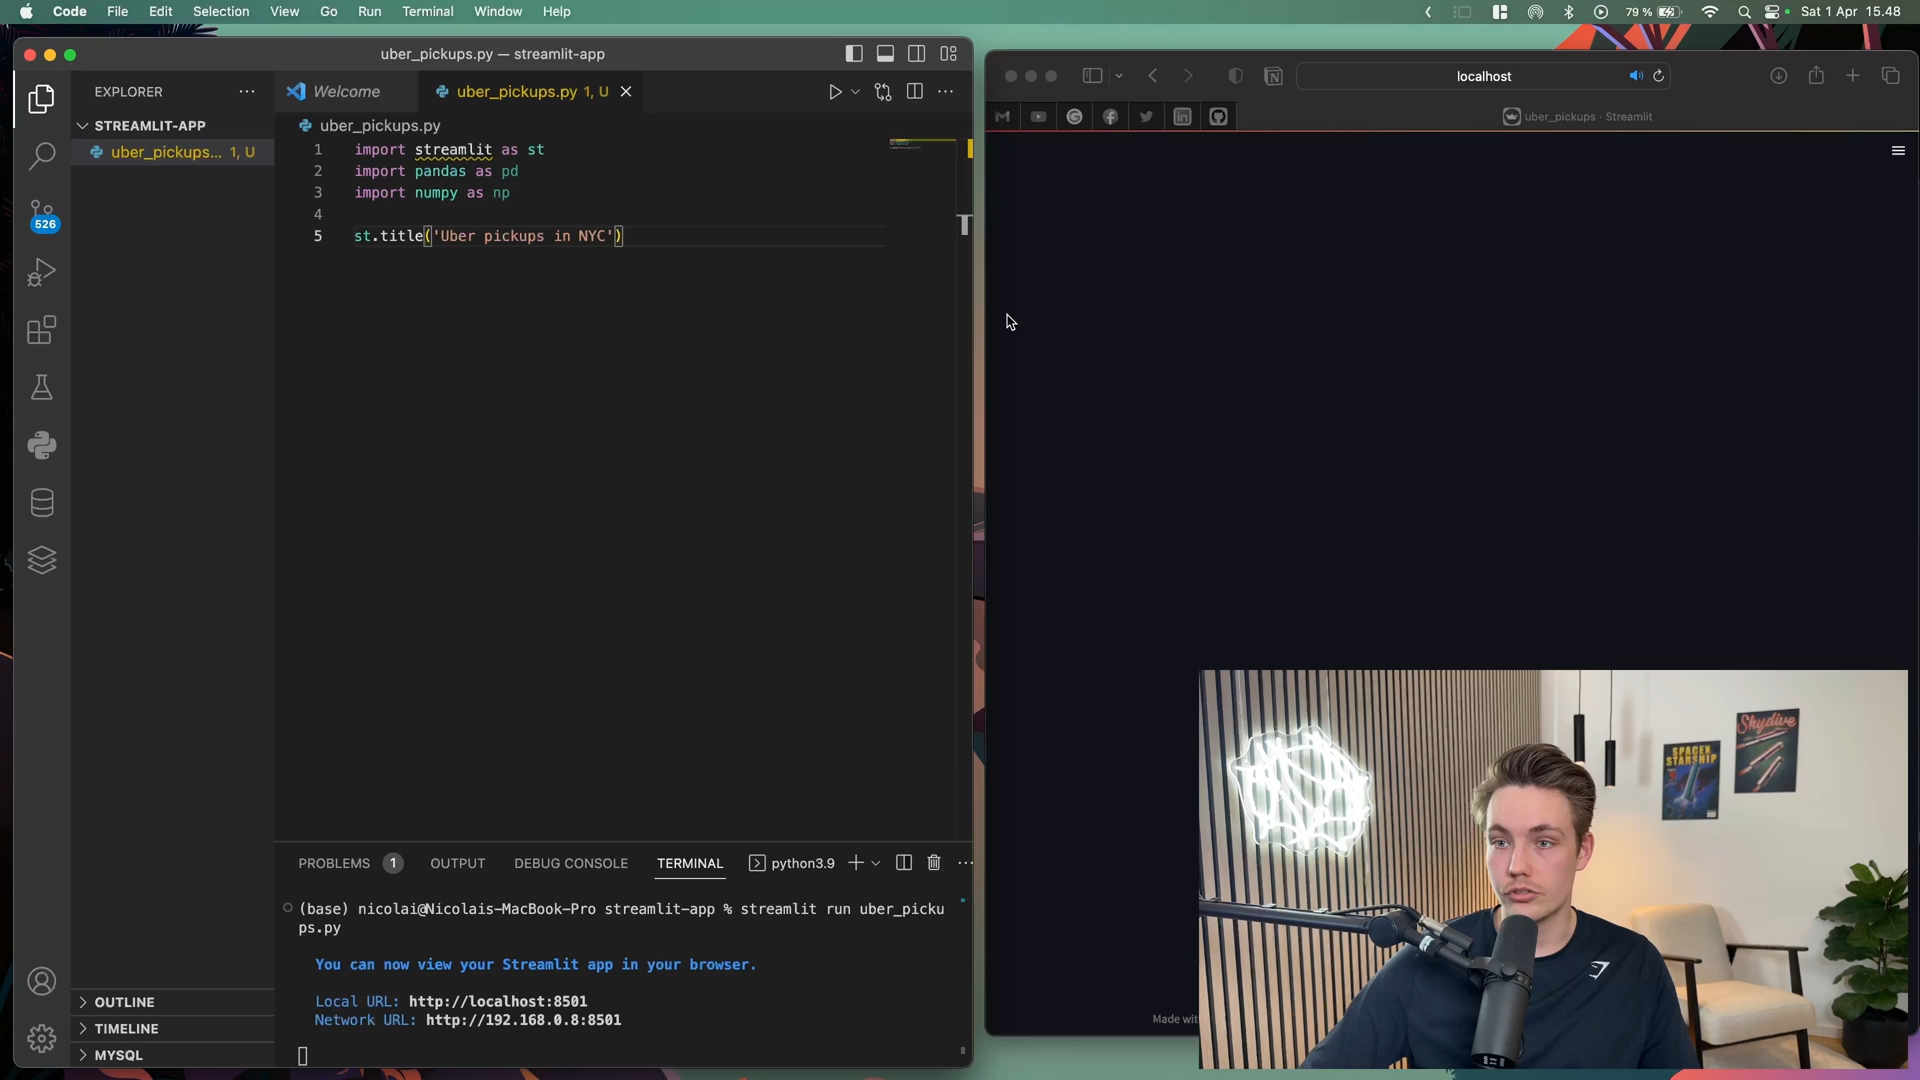 Code File Edit Selection View Go Run Terminal Window Help
79 % Sat 1 Apr 15.48
uber_pickups.py — streamlit-app
EXPLORER
Welcome
uber_pickups.py 1, U
STREAMLIT-APP
uber_pickups... 1, U
uber_pickups.py
1 import streamlit as st
2 import pandas as pd
3 import numpy as np
4
5 st.title('Uber pickups in NYC')
526
PROBLEMS 1 OUTPUT DEBUG CONSOLE TERMINAL python3.9
(base) nicolai@Nicolais-MacBook-Pro streamlit-app % streamlit run uber_picku
ps.py
You can now view your Streamlit app in your browser.
Local URL: http://localhost:8501
Network URL: http://192.168.0.8:8501
OUTLINE
TIMELINE
MYSQL
localhost
uber_pickups · Streamlit
Made wit
SPACEX
STARSHIP
Skydive